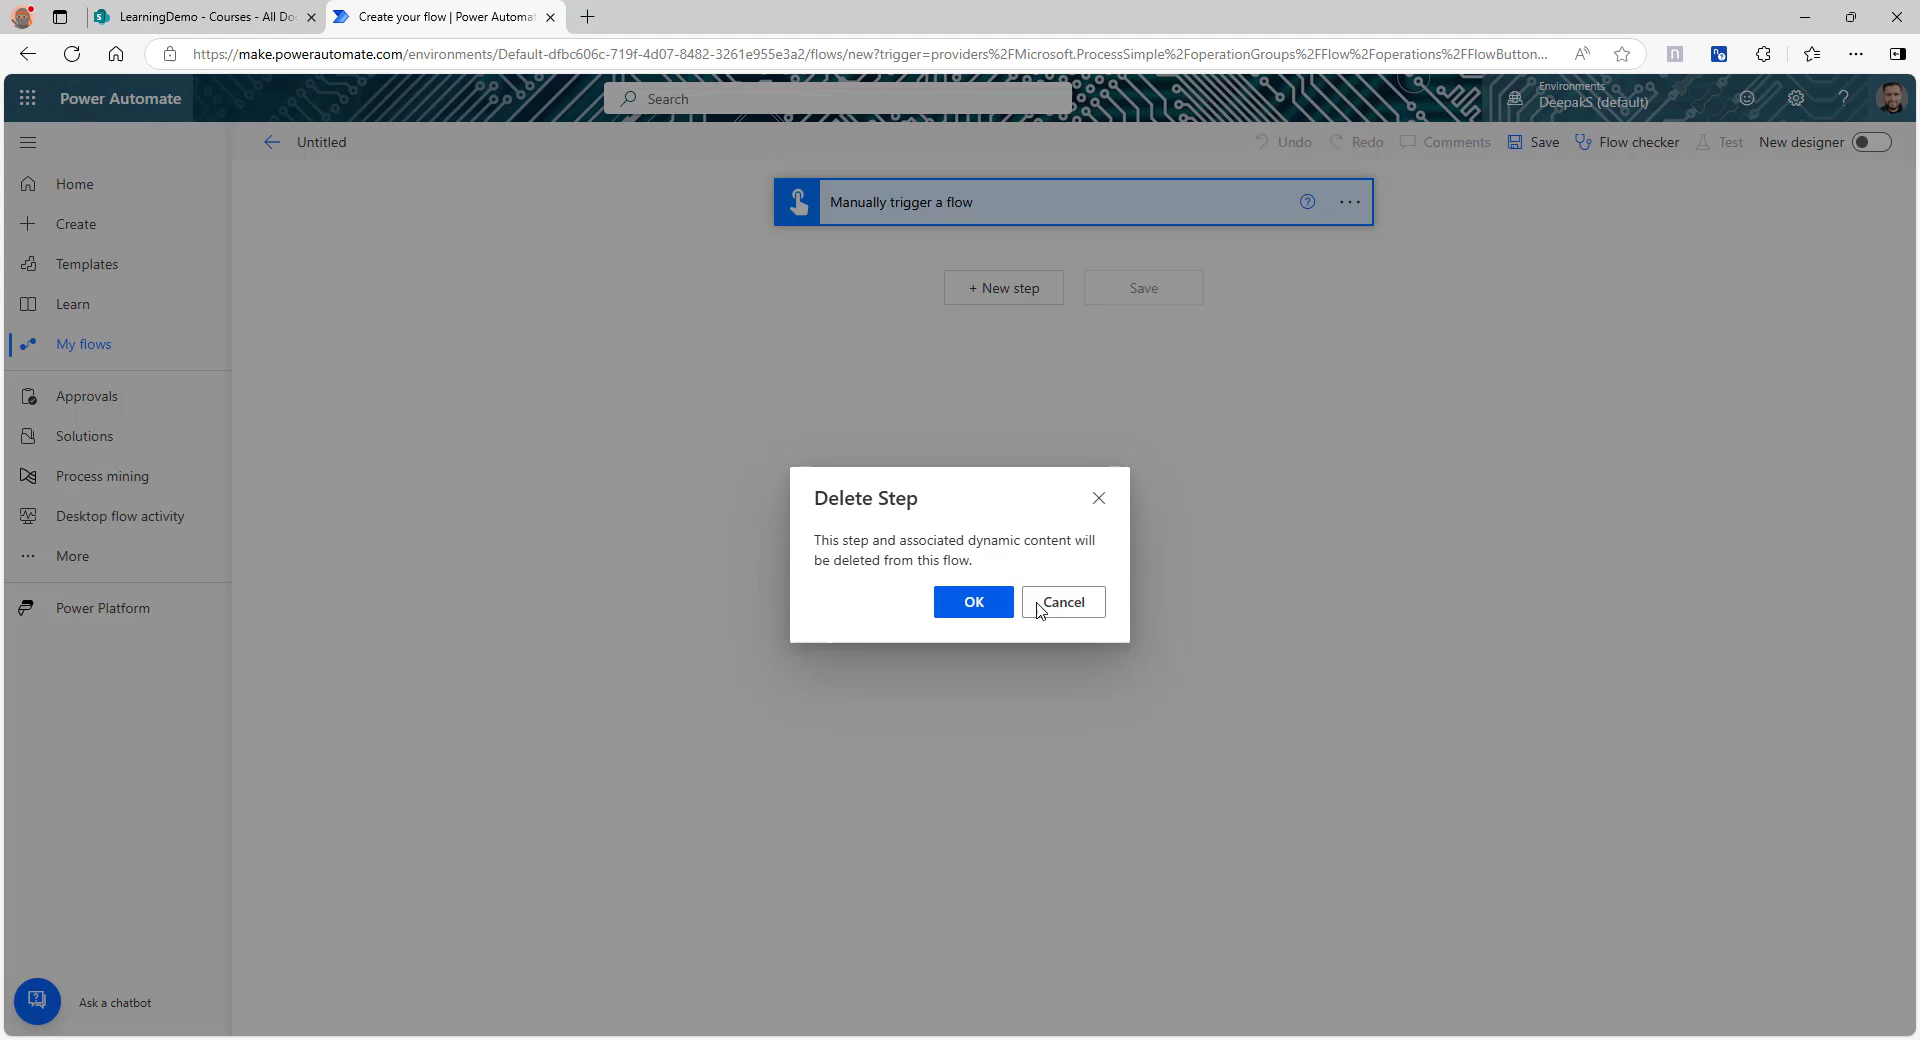 LearningDemo - Courses - All Do
Create your flow | Power Automat
https://make.powerautomate.com/environments/Default-dfbc606c-719f-4d07-8482-3261e955e3a2/flows/new?trigger=providers%2FMicrosoft.ProcessSimple%2FoperationGroups%2FFlow%2Foperations%2FFlowButton...
Power Automate
Search
Environments
DeepakS (default)
Untitled
Undo
Redo
Comments
Save
Flow checker
Test
New designer
Home
Create
Templates
Learn
My flows
Approvals
Solutions
Process mining
Desktop flow activity
More
Power Platform
Ask a chatbot
Manually trigger a flow
+ New step
Save
Delete Step
This step and associated dynamic content will
be deleted from this flow.
OK
Cancel